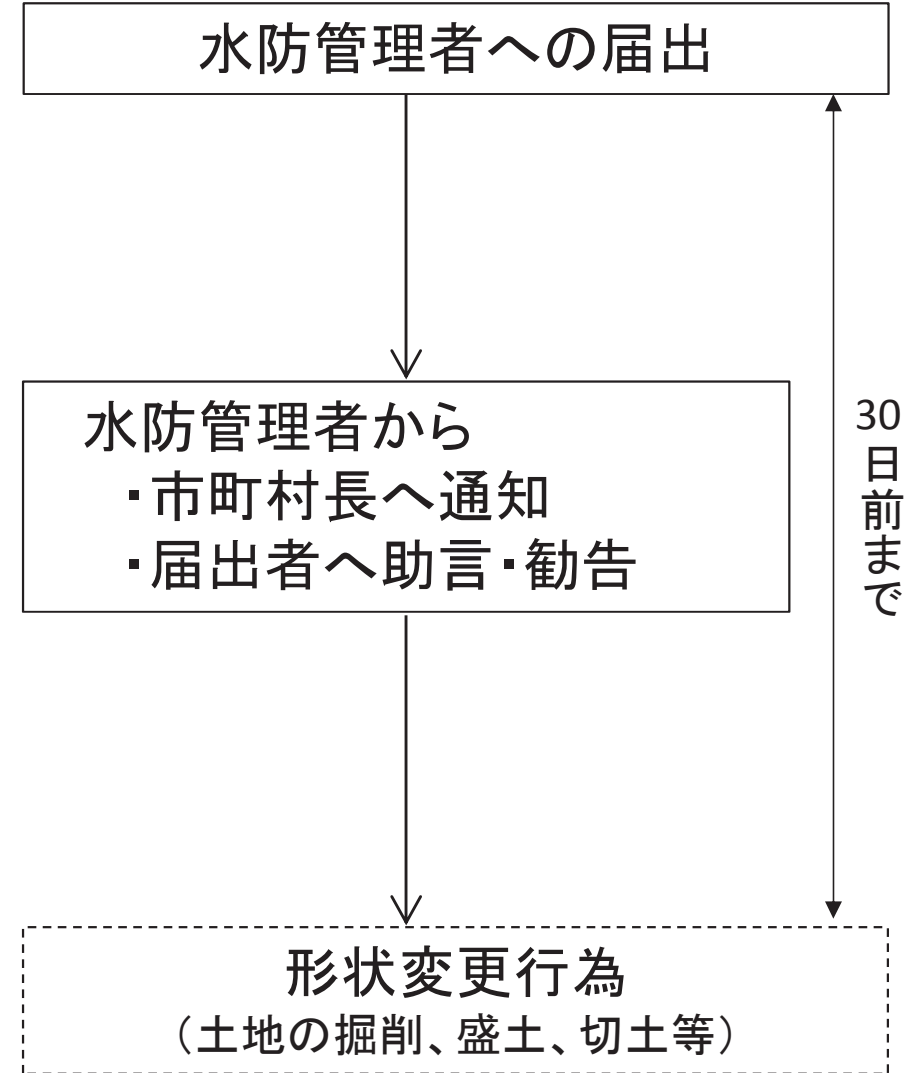 水防管理者への届出
水防管理者から
・市町村長へ通知
・届出者へ助言・勧告
30日前まで
形状変更行為
（土地の掘削、盛土、切土等）